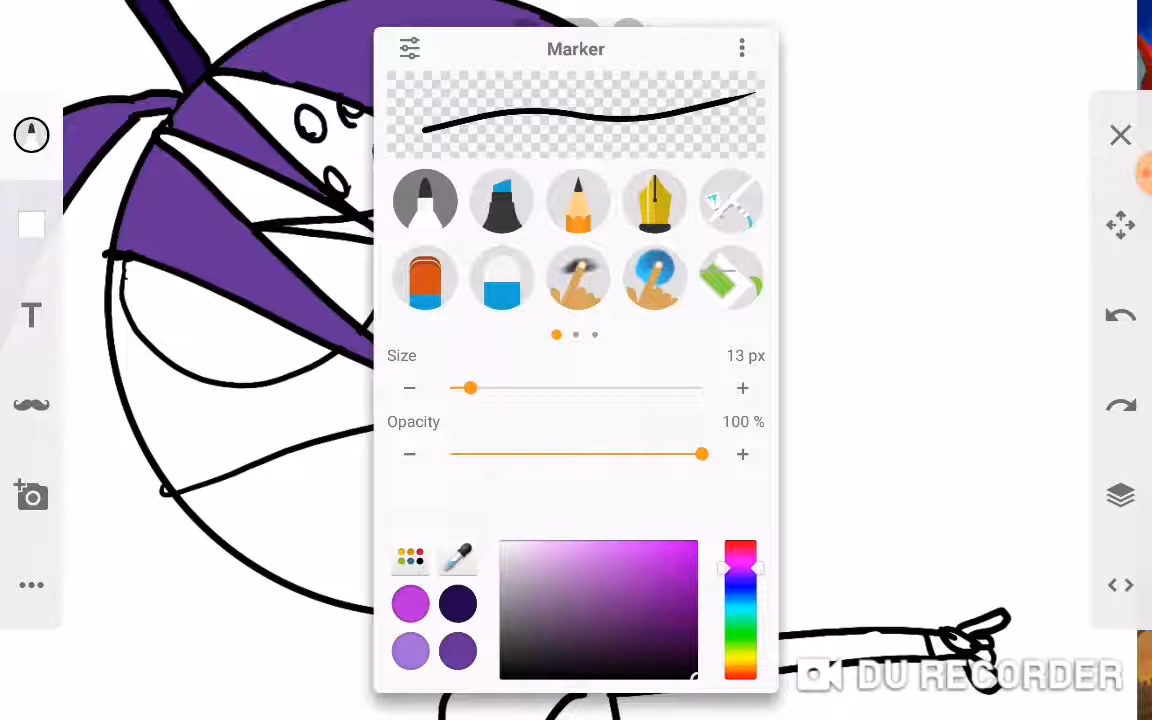 Marker
T
Size
13 px
Opacity
100 %
DU RECORDER